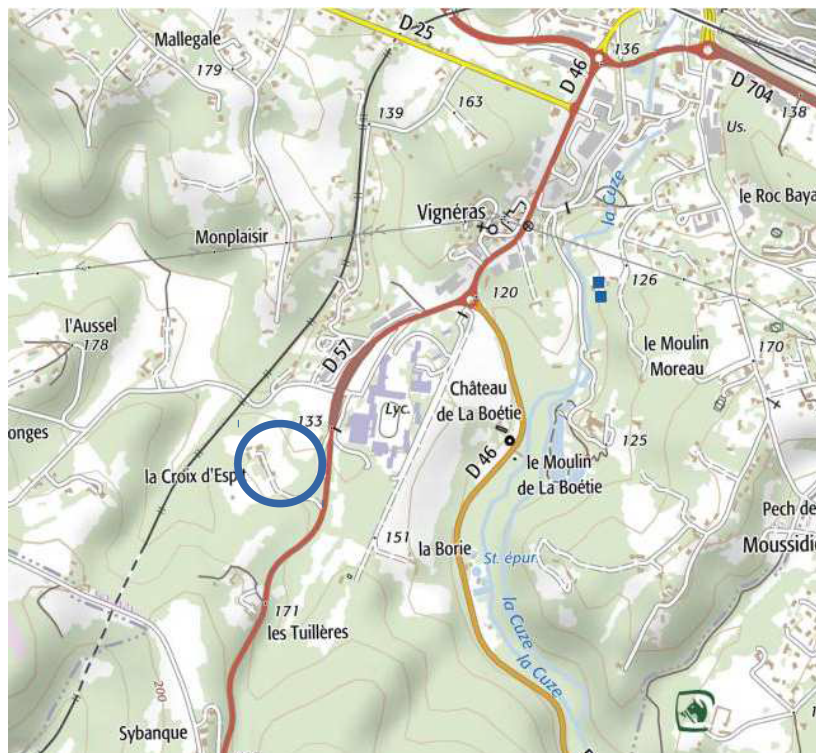 D 25
Mallegale
136
D 46
D 704
179
163
138
139
Us.
la Cuze
le Roc Baya
Vignéras
Monplaisir
126
120
l'Aussel
178
D 57
le Moulin
Moreau
170
Château
de La Boétie
Lyc.
133
onges
125
la Croix d'Esp
D 46
le Moulin
de La Boétie
Pech de
151
la Borie
St. épur.
Moussidi
171
les Tuillères
la Cuze
la Cuze
200
Sybanque